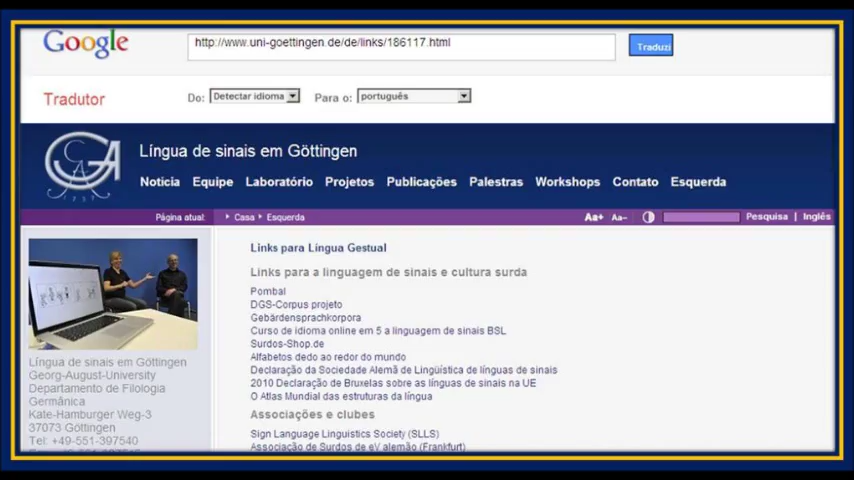 Google
http://www.uni-goettingen.de/de/links/186117.html
Traduzi
Tradutor
Do: Detectar idioma Para o: português
Língua de sinais em Göttingen
Noticia Equipe Laboratório Projetos Publicações Palestras Workshops Contato Esquerda
Página atual: Casa Esquerda Aa+ Aa- Pesquisa | Inglês
Links para Língua Gestual
Links para a linguagem de sinais e cultura surda
Pombal
DGS-Corpus projeto
Gebärdensprachkorpora
Curso de idioma online em 5 a linguagem de sinais BSL
Surdos-Shop.de
Alfabetos dedo ao redor do mundo
Declaração da Sociedade Alemã de Lingüística de línguas de sinais
2010 Declaração de Bruxelas sobre as línguas de sinais na UE
O Atlas Mundial das estruturas da língua
Associações e clubes
Sign Language Linguistics Society (SLLS)
Associação de Surdos de eV alemão (Frankfurt)
Língua de sinais em Göttingen
Georg-August-University
Departamento de Filologia
Germânica
Kate-Hamburger Weg-3
37073 Göttingen
Tel: +49-551-397540